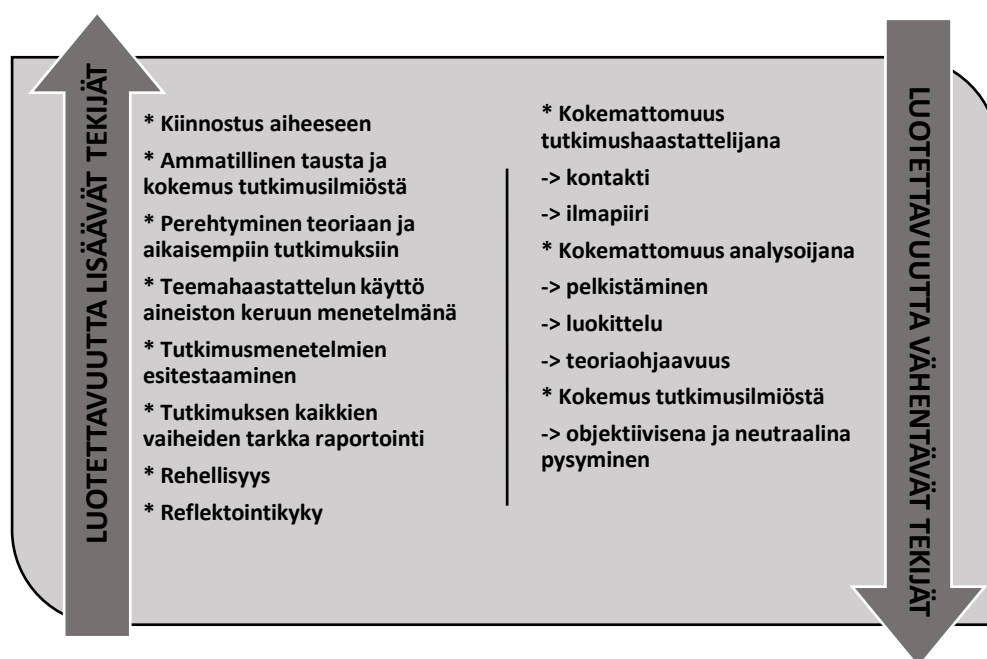 LUOTETTAVUUTTA LISÄÄVÄT TEKIJÄT
* Kiinnostus aiheeseen
* Ammatillinen tausta ja
kokemus tutkimusilmiöstä
* Perehtyminen teoriaan ja
aikaisempiin tutkimuksiin
* Teemahaastattelun käyttö
aineiston keruun menetelmänä
* Tutkimusmenetelmien
esitestaaminen
* Tutkimuksen kaikkien
vaiheiden tarkka raportointi
* Rehellisyys
* Reflektointikyky
* Kokemattomuus
tutkimushaastattelijana
-> kontakti
-> ilmapiiri
* Kokemattomuus analysoijana
-> pelkistäminen
-> luokittelu
-> teoriaohjaavuus
* Kokemus tutkimusilmiöstä
-> objektiivisena ja neutraalina
pysyminen
LUOTETTAVUUTTA VÄHENTÄVÄT TEKIJÄT